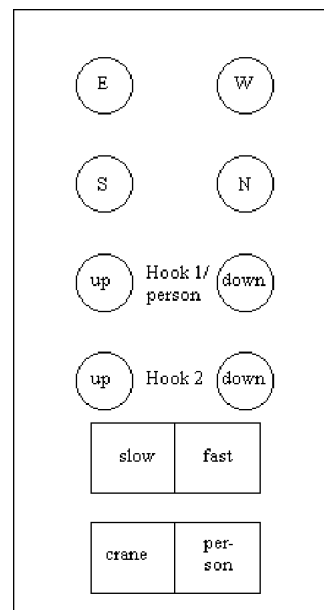 E W
S N
up Hook 1/ down
person
up Hook 2 down
slow fast
crane per-
son